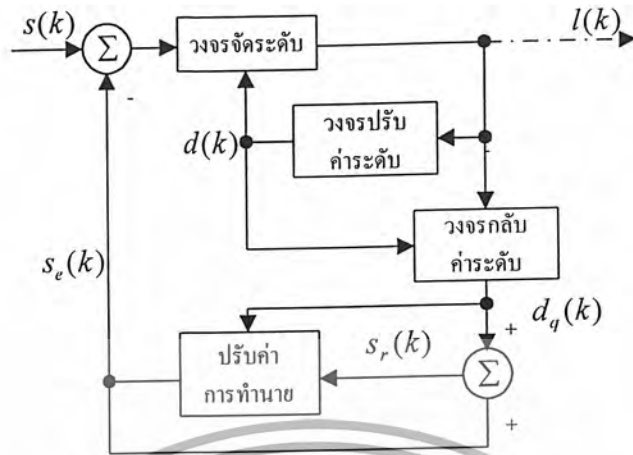 s(k)
Σ
วงจรจัดระดับ
l(k)
-
d(k)
วงจรปรับ
ค่าระดับ
วงจรกลับ
ค่าระดับ
s_e(k)
d_q(k)
+
ปรับค่า
การทำนาย
s_r(k)
Σ
+